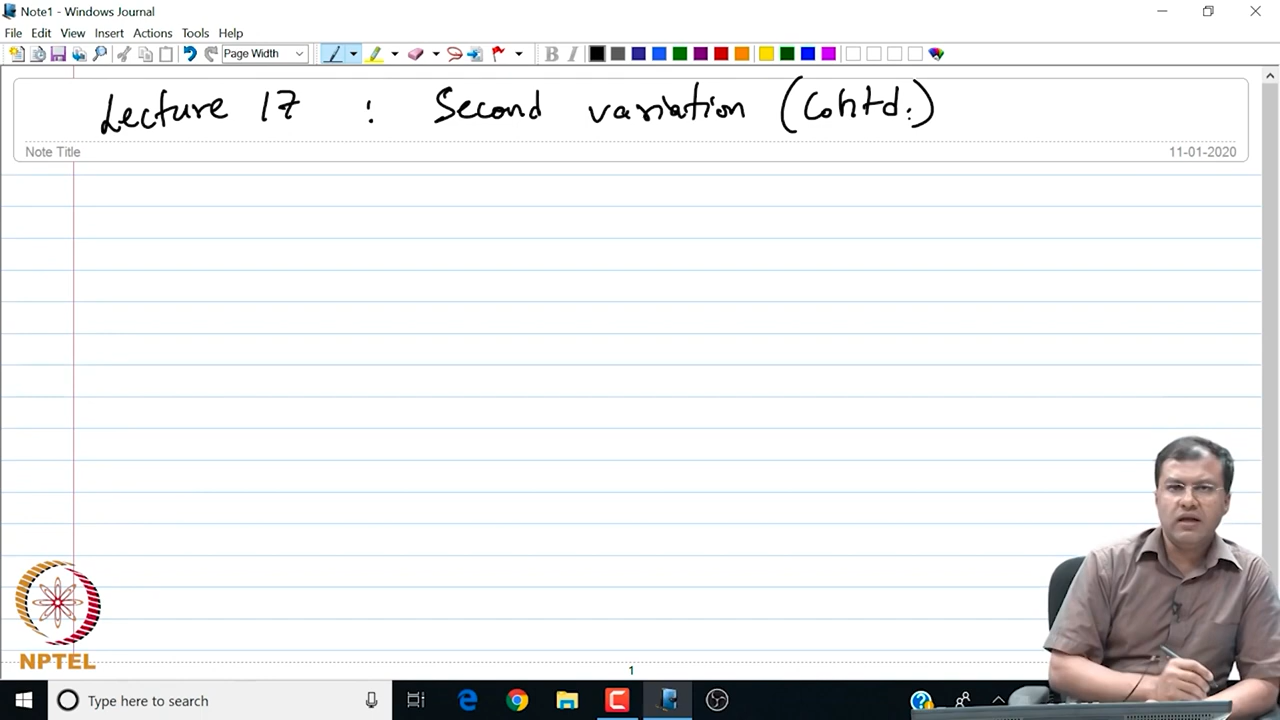 Note1 - Windows Journal
File Edit View Insert Actions Tools Help
Page Width
B I
Lecture 17 : Second variation (Contd.)
Note Title
11-01-2020
1
NPTEL
Type here to search